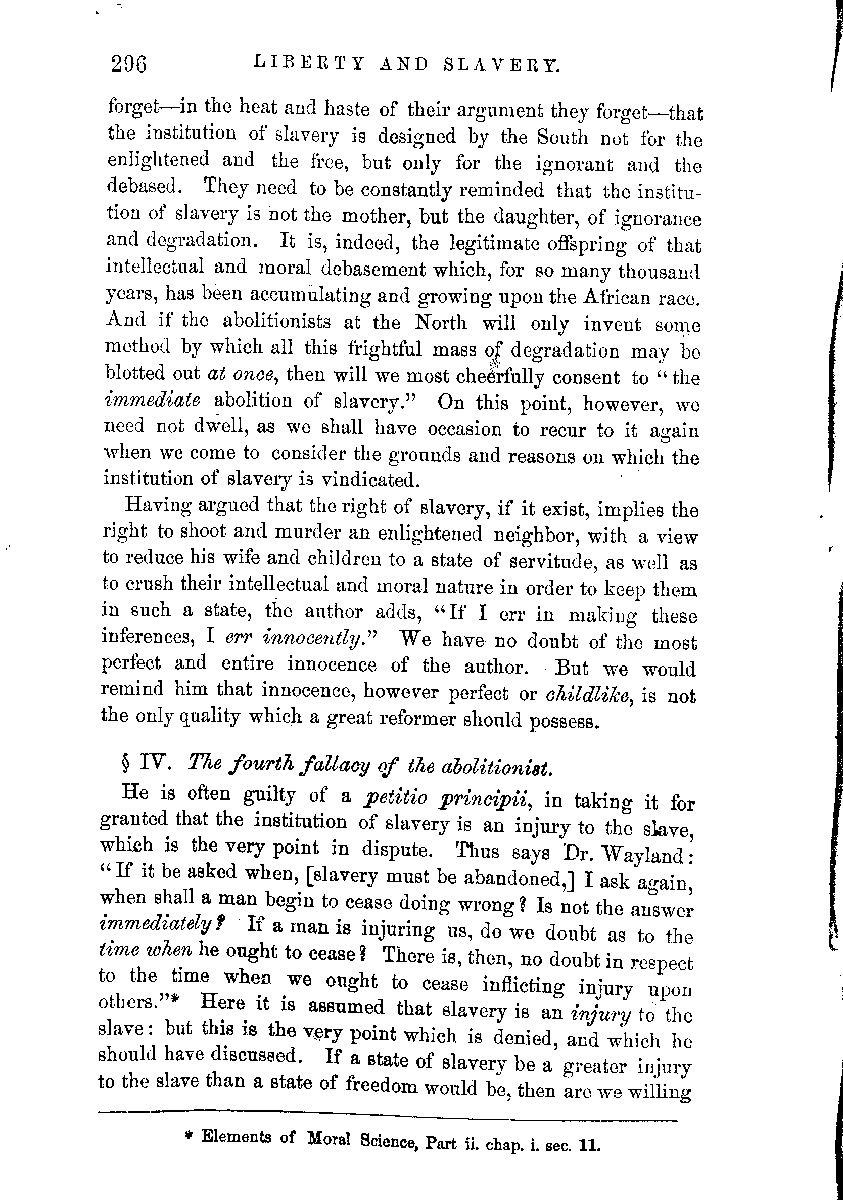 296 LIBERTY AND SLAVERY.
forget—in the heat and haste of their argument they forget—that
the institution of slavery is designed by the South not for the
enlightened and the free, but only for the ignorant and the
debased. They need to be constantly reminded that the institu-
tion of slavery is not the mother, but the daughter, of ignorance
and degradation. It is, indeed, the legitimate offspring of that
intellectual and moral debasement which, for so many thousand
years, has been accumulating and growing upon the African race.
And if the abolitionists at the North will only invent some
method by which all this frightful mass of degradation may be
blotted out at once, then will we most cheerfully consent to “the
immediate abolition of slavery.” On this point, however, we
need not dwell, as we shall have occasion to recur to it again
when we come to consider the grounds and reasons on which the
institution of slavery is vindicated.
Having argued that the right of slavery, if it exist, implies the
right to shoot and murder an enlightened neighbor, with a view
to reduce his wife and children to a state of servitude, as well as
to crush their intellectual and moral nature in order to keep them
in such a state, the author adds, “If I err in making these
inferences, I err innocently.” We have no doubt of the most
perfect and entire innocence of the author. But we would
remind him that innocence, however perfect or childlike, is not
the only quality which a great reformer should possess.
§ IV. The fourth fallacy of the abolitionist.
He is often guilty of a petitio principii, in taking it for
granted that the institution of slavery is an injury to the slave,
which is the very point in dispute. Thus says Dr. Wayland:
“If it be asked when, [slavery must be abandoned,] I ask again,
when shall a man begin to cease doing wrong? Is not the answer
immediately? If a man is injuring us, do we doubt as to the
time when he ought to cease? There is, then, no doubt in respect
to the time when we ought to cease inflicting injury upon
others.”* Here it is assumed that slavery is an injury to the
slave: but this is the very point which is denied, and which he
should have discussed. If a state of slavery be a greater injury
to the slave than a state of freedom would be, then are we willing
* Elements of Moral Science, Part ii. chap. i. sec. 11.